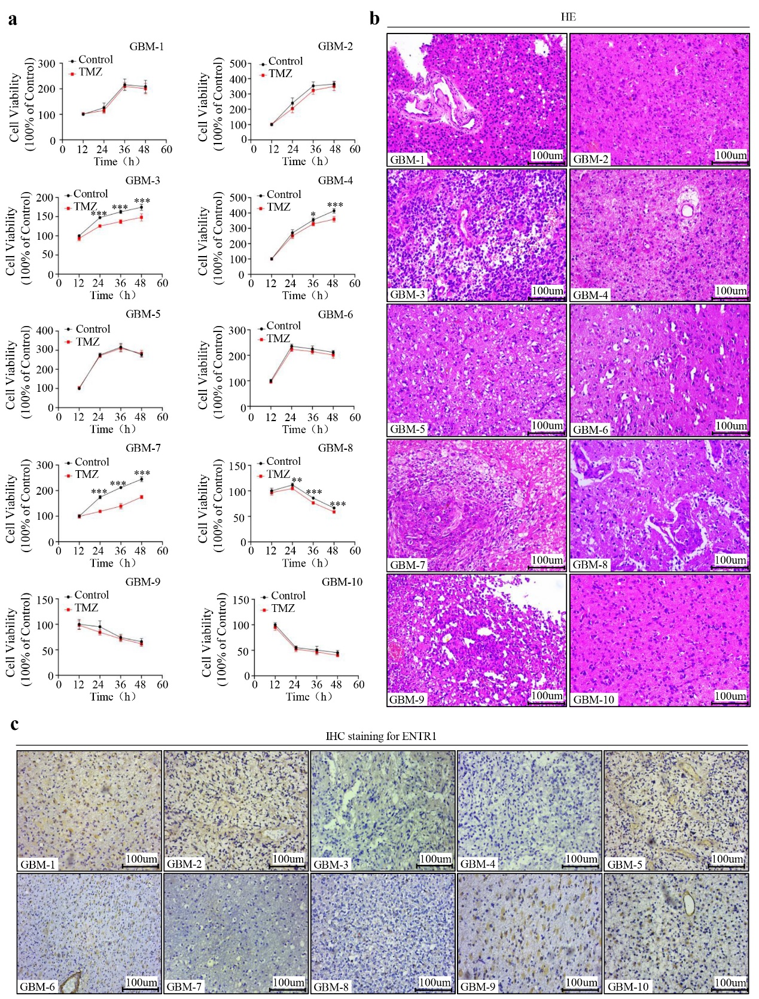 a
GBM-1
Cell Viability
(100% of Control)
Control
TMZ
300
200
100
0
0 12 24 36 48 60
Time (h)
GBM-2
Cell Viability
(100% of Control)
Control
TMZ
500
400
300
200
100
0
0 12 24 36 48 60
Time (h)
GBM-3
Cell Viability
(100% of Control)
Control
TMZ
*** *** ***
200
150
100
50
0
0 12 24 36 48 60
Time (h)
GBM-4
Cell Viability
(100% of Control)
Control
TMZ
* ***
500
400
300
200
100
0
0 12 24 36 48 60
Time (h)
GBM-5
Cell Viability
(100% of Control)
Control
TMZ
400
300
200
100
0
0 12 24 36 48 60
Time (h)
GBM-6
Cell Viability
(100% of Control)
Control
TMZ
300
200
100
0
0 12 24 36 48 60
Time (h)
GBM-7
Cell Viability
(100% of Control)
Control
TMZ
*** *** ***
300
200
100
0
0 12 24 36 48 60
Time (h)
GBM-8
Cell Viability
(100% of Control)
Control
TMZ
** *** ***
150
100
50
0
0 12 24 36 48 60
Time (h)
GBM-9
Cell Viability
(100% of Control)
Control
TMZ
150
100
50
0
0 12 24 36 48 60
Time (h)
GBM-10
Cell Viability
(100% of Control)
Control
TMZ
150
100
50
0
0 12 24 36 48 60
Time (h)
b
HE
GBM-1 100um
GBM-2 100um
GBM-3 100um
GBM-4 100um
GBM-5 100um
GBM-6 100um
GBM-7 100um
GBM-8 100um
GBM-9 100um
GBM-10 100um
c
IHC staining for ENTR1
GBM-1 100um
GBM-2 100um
GBM-3 100um
GBM-4 100um
GBM-5 100um
GBM-6 100um
GBM-7 100um
GBM-8 100um
GBM-9 100um
GBM-10 100um